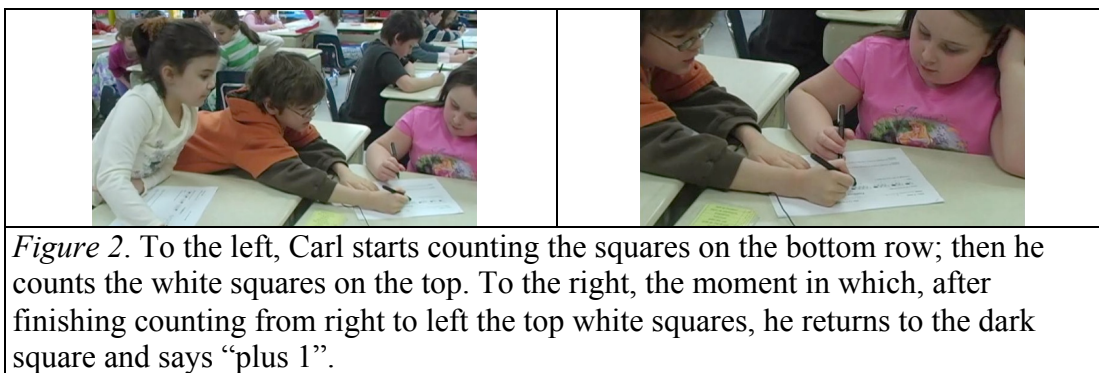 Figure 2. To the left, Carl starts counting the squares on the bottom row; then he
counts the white squares on the top. To the right, the moment in which, after
finishing counting from right to left the top white squares, he returns to the dark
square and says “plus 1”.